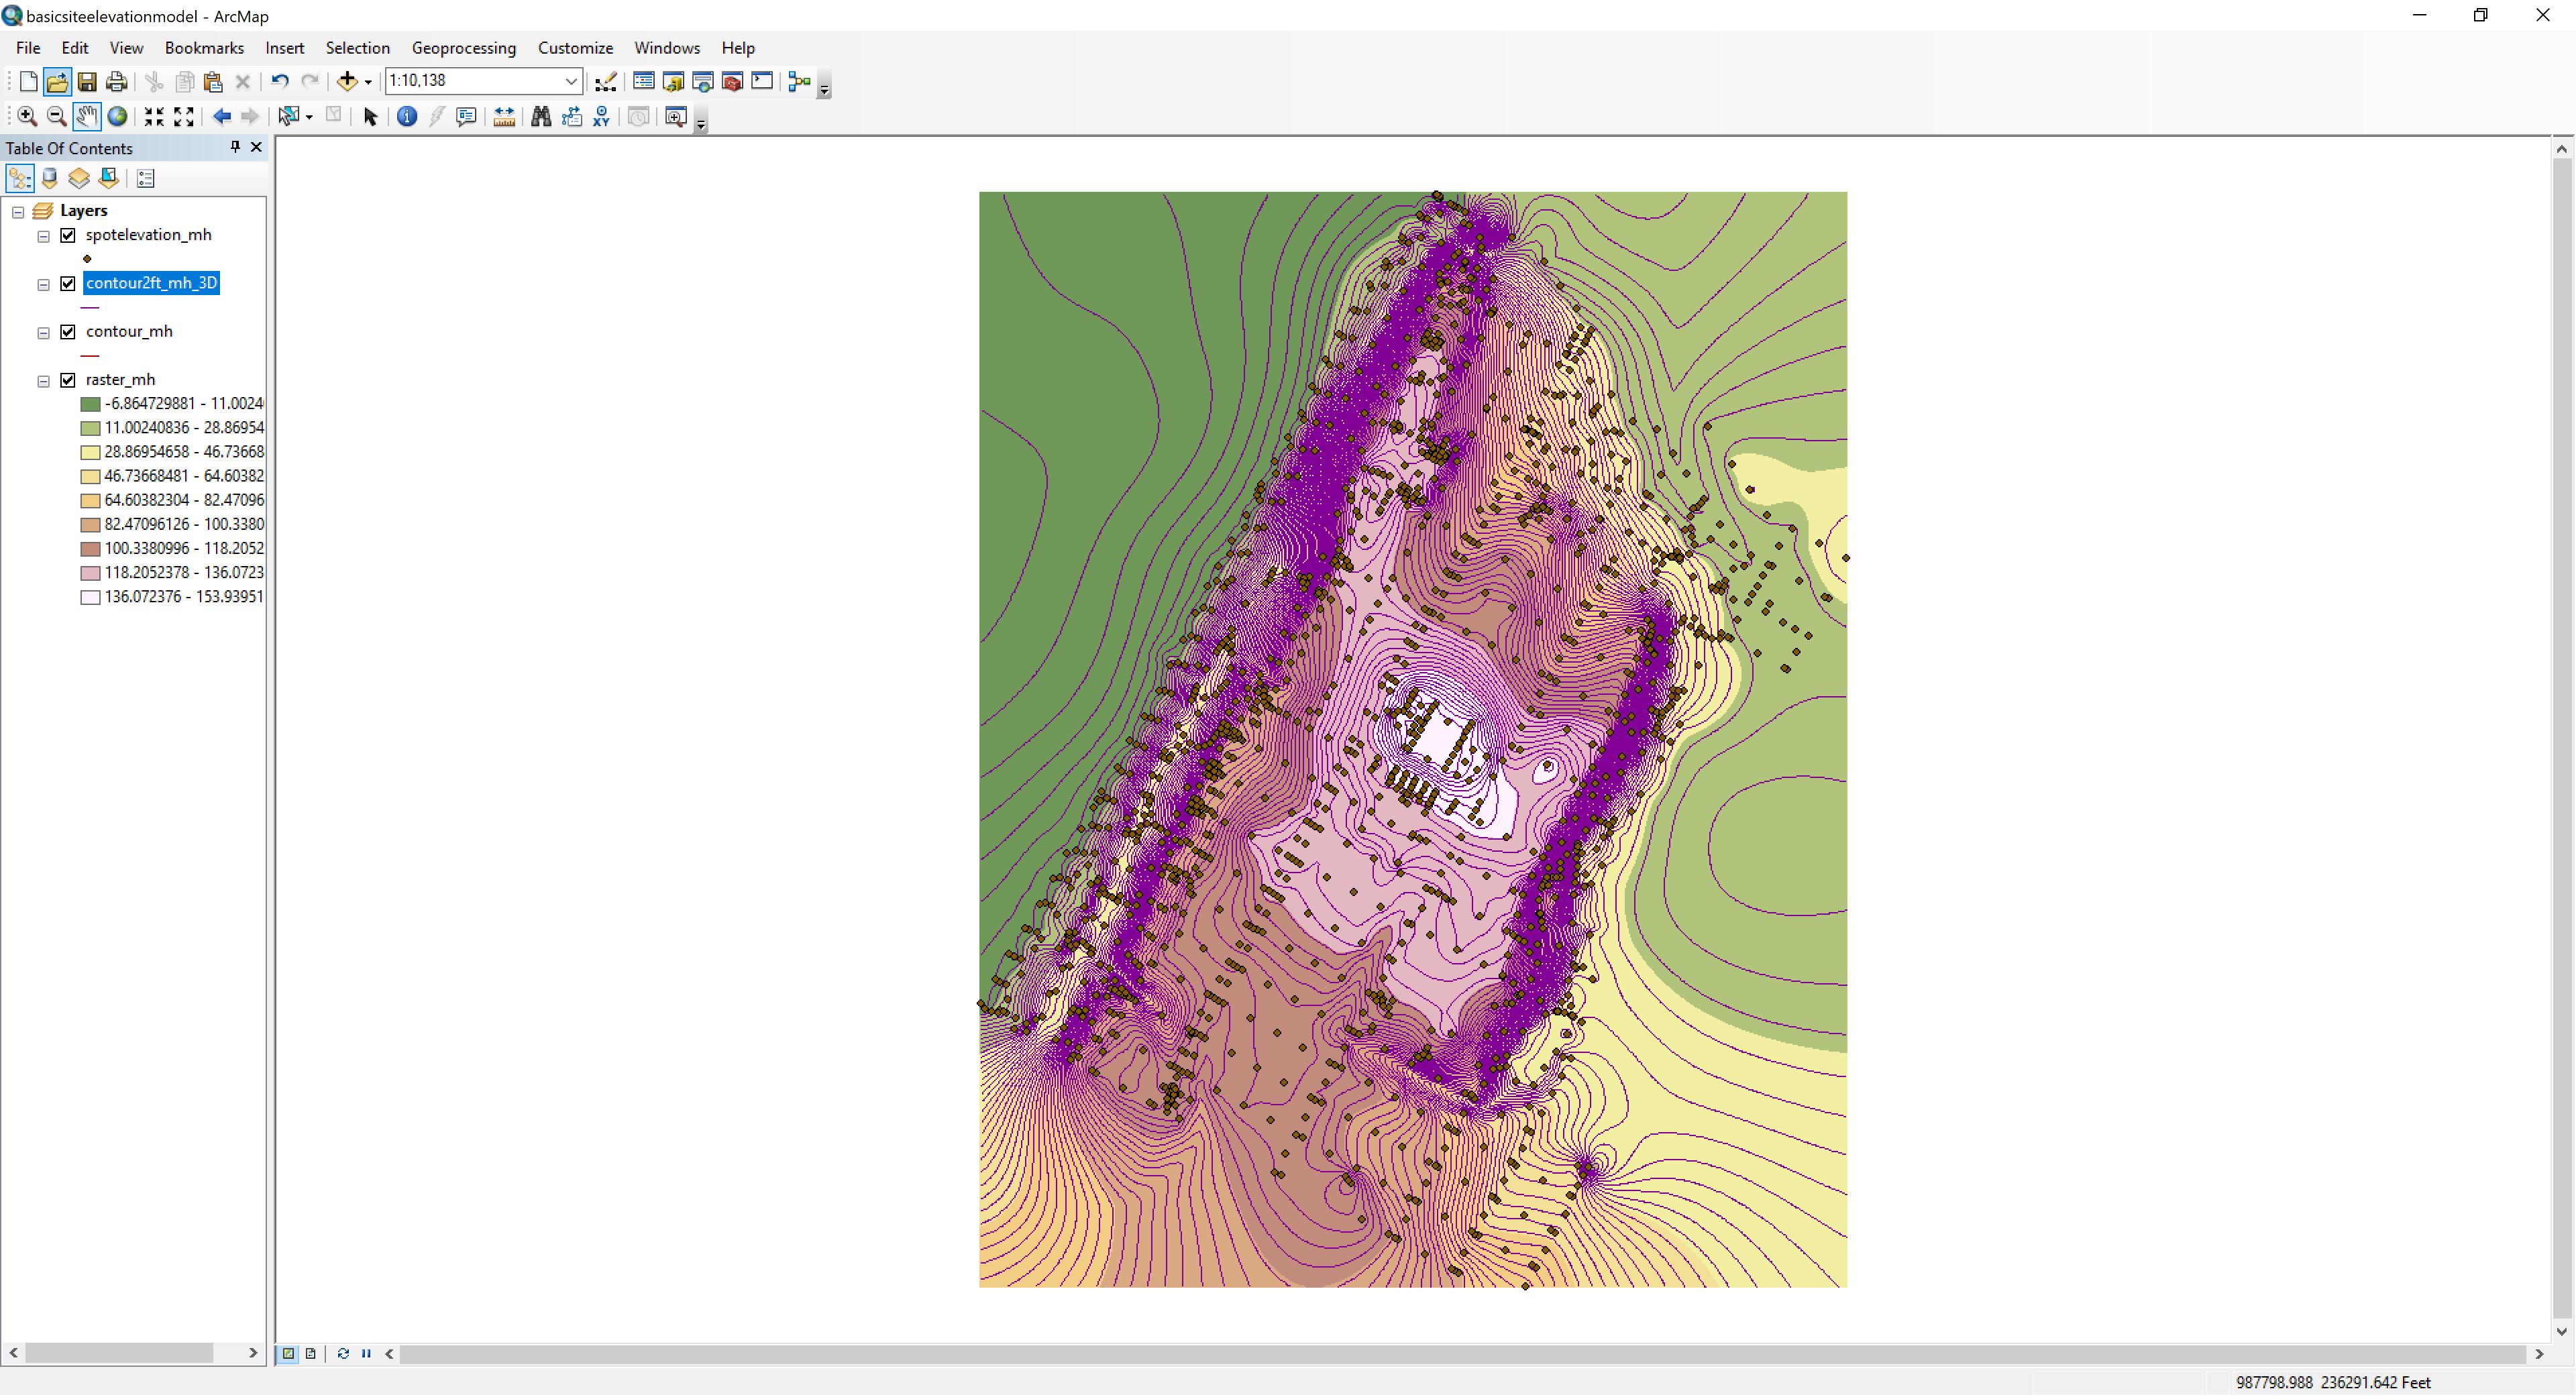 basicsiteelevationmodel - ArcMap
File Edit View Bookmarks Insert Selection Geoprocessing Customize Windows Help
1:10,138
XY
Table Of Contents
Layers
spotelevation_mh
contour2ft_mh_3D
contour_mh
raster_mh
-6.864729881 - 11.0024
11.00240836 - 28.86954
28.86954658 - 46.73668
46.73668481 - 64.60382
64.60382304 - 82.47096
82.47096126 - 100.3380
100.3380996 - 118.2052
118.2052378 - 136.0723
136.072376 - 153.93951
987798.988 236291.642 Feet